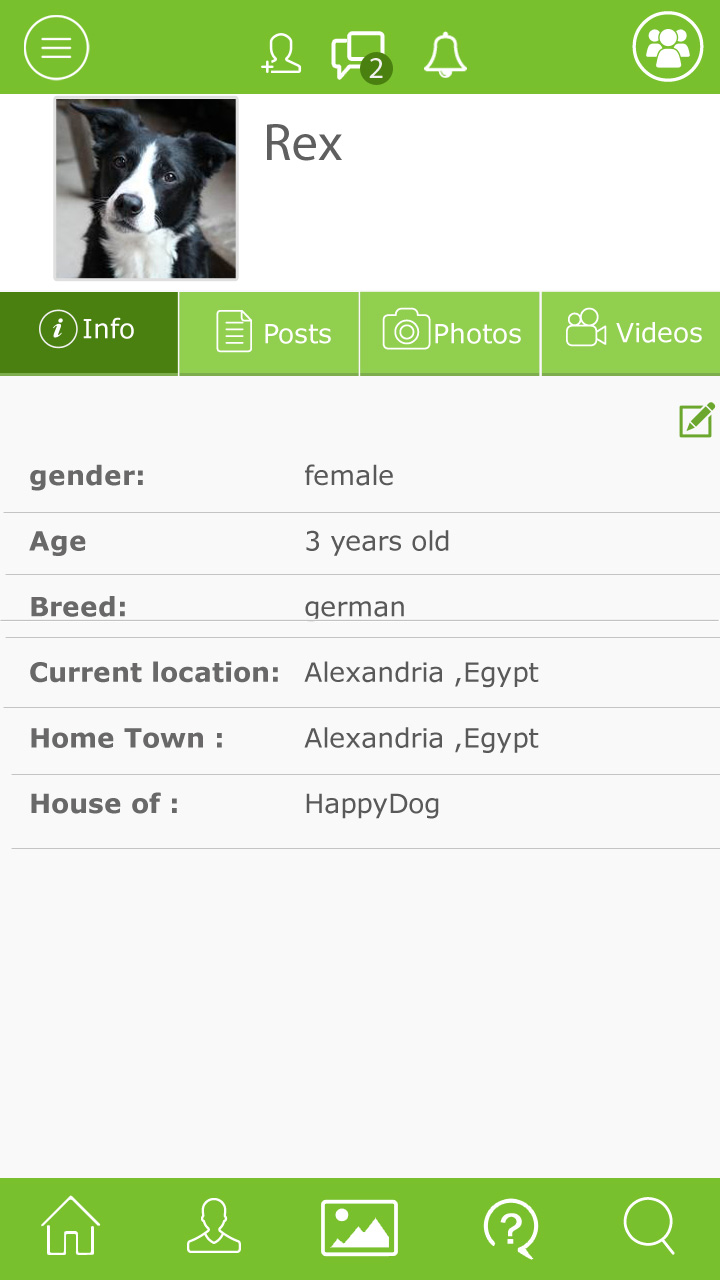 2
Rex
Info Posts Photos Videos
gender: female
Age 3 years old
Breed: german
Current location: Alexandria ,Egypt
Home Town : Alexandria ,Egypt
House of : HappyDog